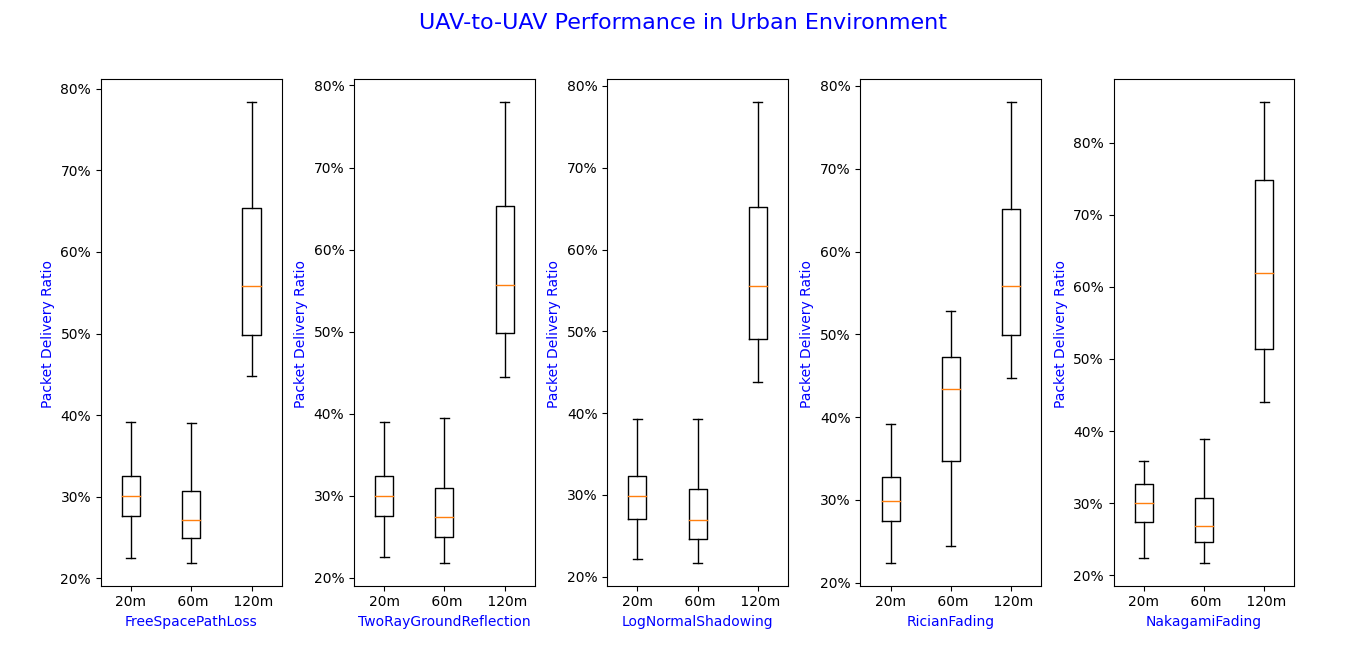 UAV-to-UAV Performance in Urban Environment
Packet Delivery Ratio
80%
70%
60%
50%
40%
30%
20%
20m 60m 120m
FreeSpacePathLoss
Packet Delivery Ratio
80%
70%
60%
50%
40%
30%
20%
20m 60m 120m
TwoRayGroundReflection
Packet Delivery Ratio
80%
70%
60%
50%
40%
30%
20%
20m 60m 120m
LogNormalShadowing
Packet Delivery Ratio
80%
70%
60%
50%
40%
30%
20%
20m 60m 120m
RicianFading
Packet Delivery Ratio
80%
70%
60%
50%
40%
30%
20%
20m 60m 120m
NakagamiFading